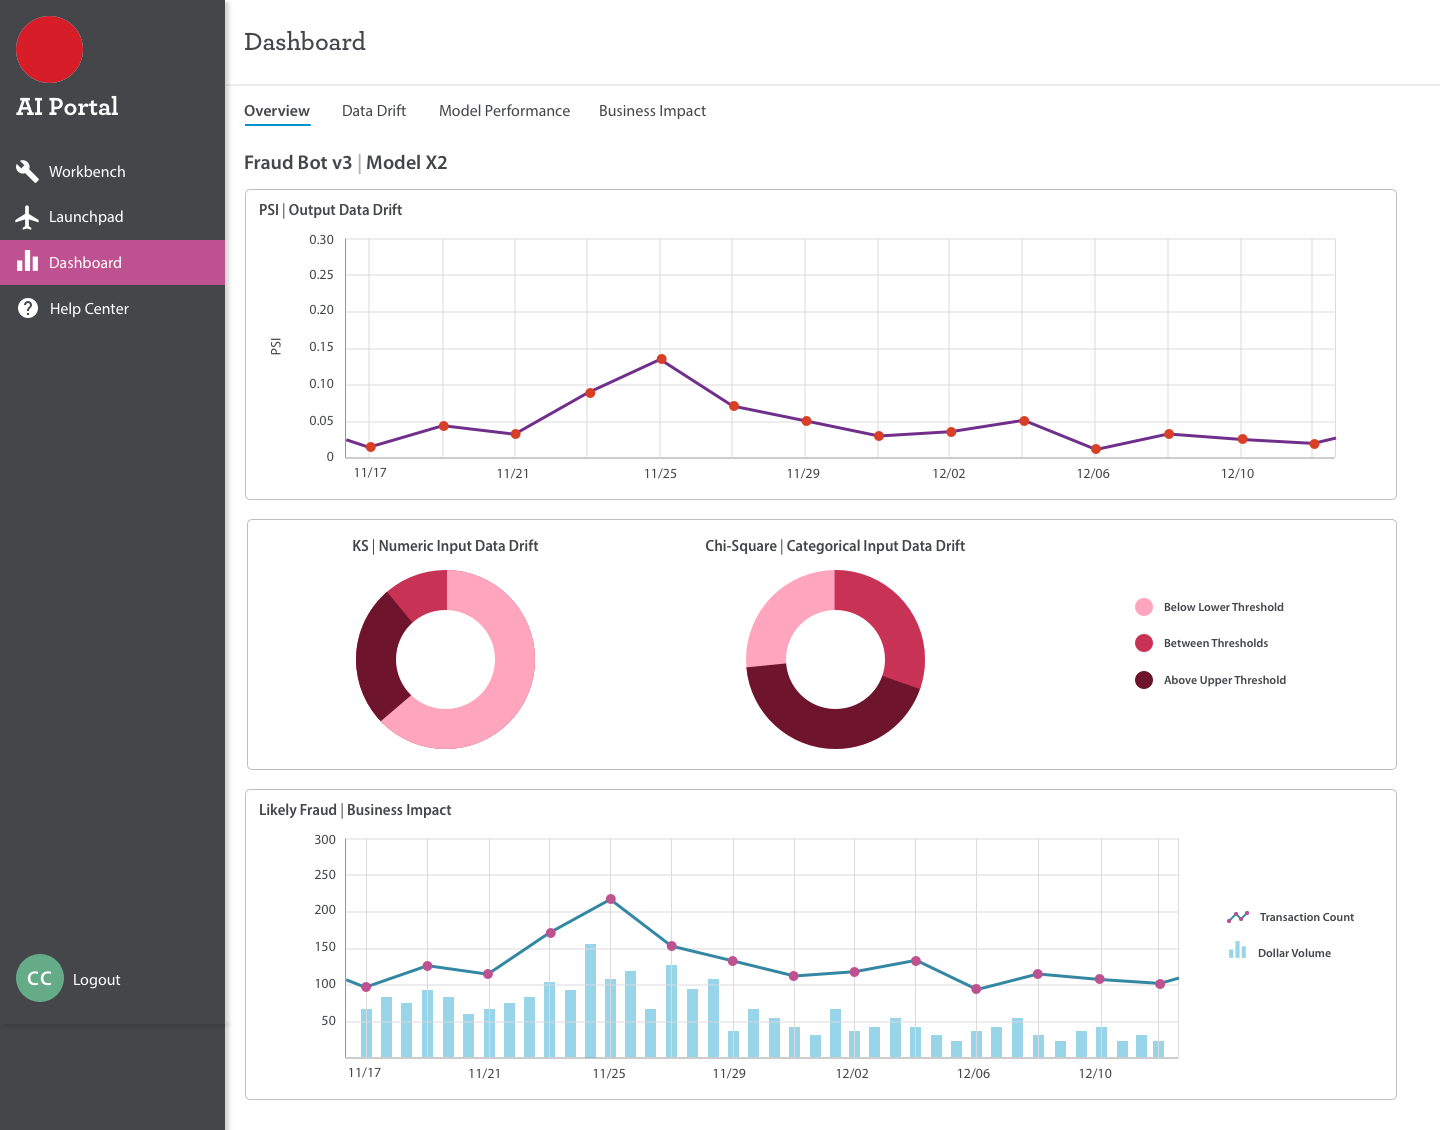 AI Portal
Workbench
Launchpad
Dashboard
Help Center
CC
Logout
Dashboard
Overview
Data Drift
Model Performance
Business Impact
Fraud Bot v3 | Model X2
PSI | Output Data Drift
PSI
0.30
0.25
0.20
0.15
0.10
0.05
0
11/17
11/21
11/25
11/29
12/02
12/06
12/10
KS | Numeric Input Data Drift
Chi-Square | Categorical Input Data Drift
Below Lower Threshold
Between Thresholds
Above Upper Threshold
Likely Fraud | Business Impact
300
250
200
150
100
50
11/17
11/21
11/25
11/29
12/02
12/06
12/10
Transaction Count
Dollar Volume